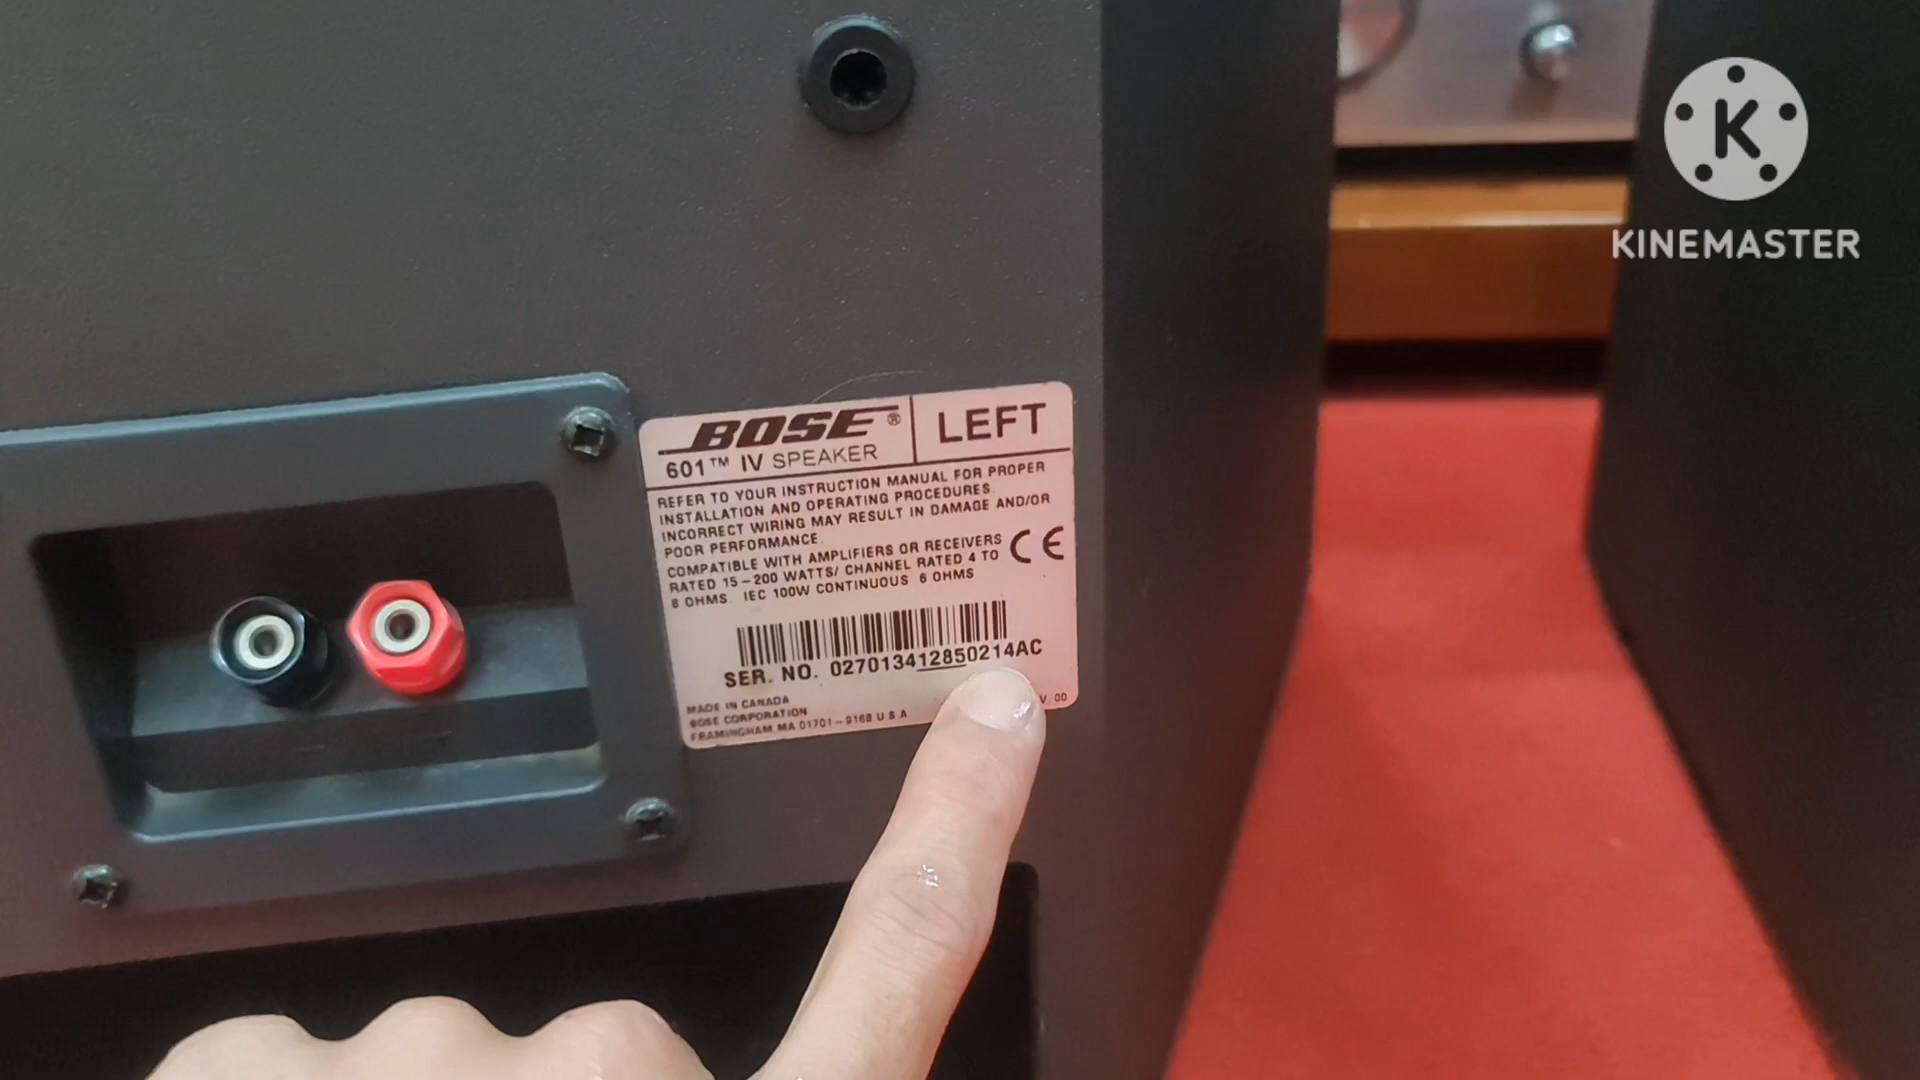 K
KINEMASTER
BOSE® LEFT
601™ IV SPEAKER
REFER TO YOUR INSTRUCTION MANUAL FOR PROPER
INSTALLATION AND OPERATING PROCEDURES.
INCORRECT WIRING MAY RESULT IN DAMAGE AND/OR
POOR PERFORMANCE.
COMPATIBLE WITH AMPLIFIERS OR RECEIVERS
RATED 15-200 WATTS/ CHANNEL RATED 4 TO
8 OHMS. IEC 100W CONTINUOUS 6 OHMS
CE
SER. NO. 027013412850214AC
MADE IN CANADA
BOSE CORPORATION
FRAMINGHAM MA 01701-9168 U S A
V 00